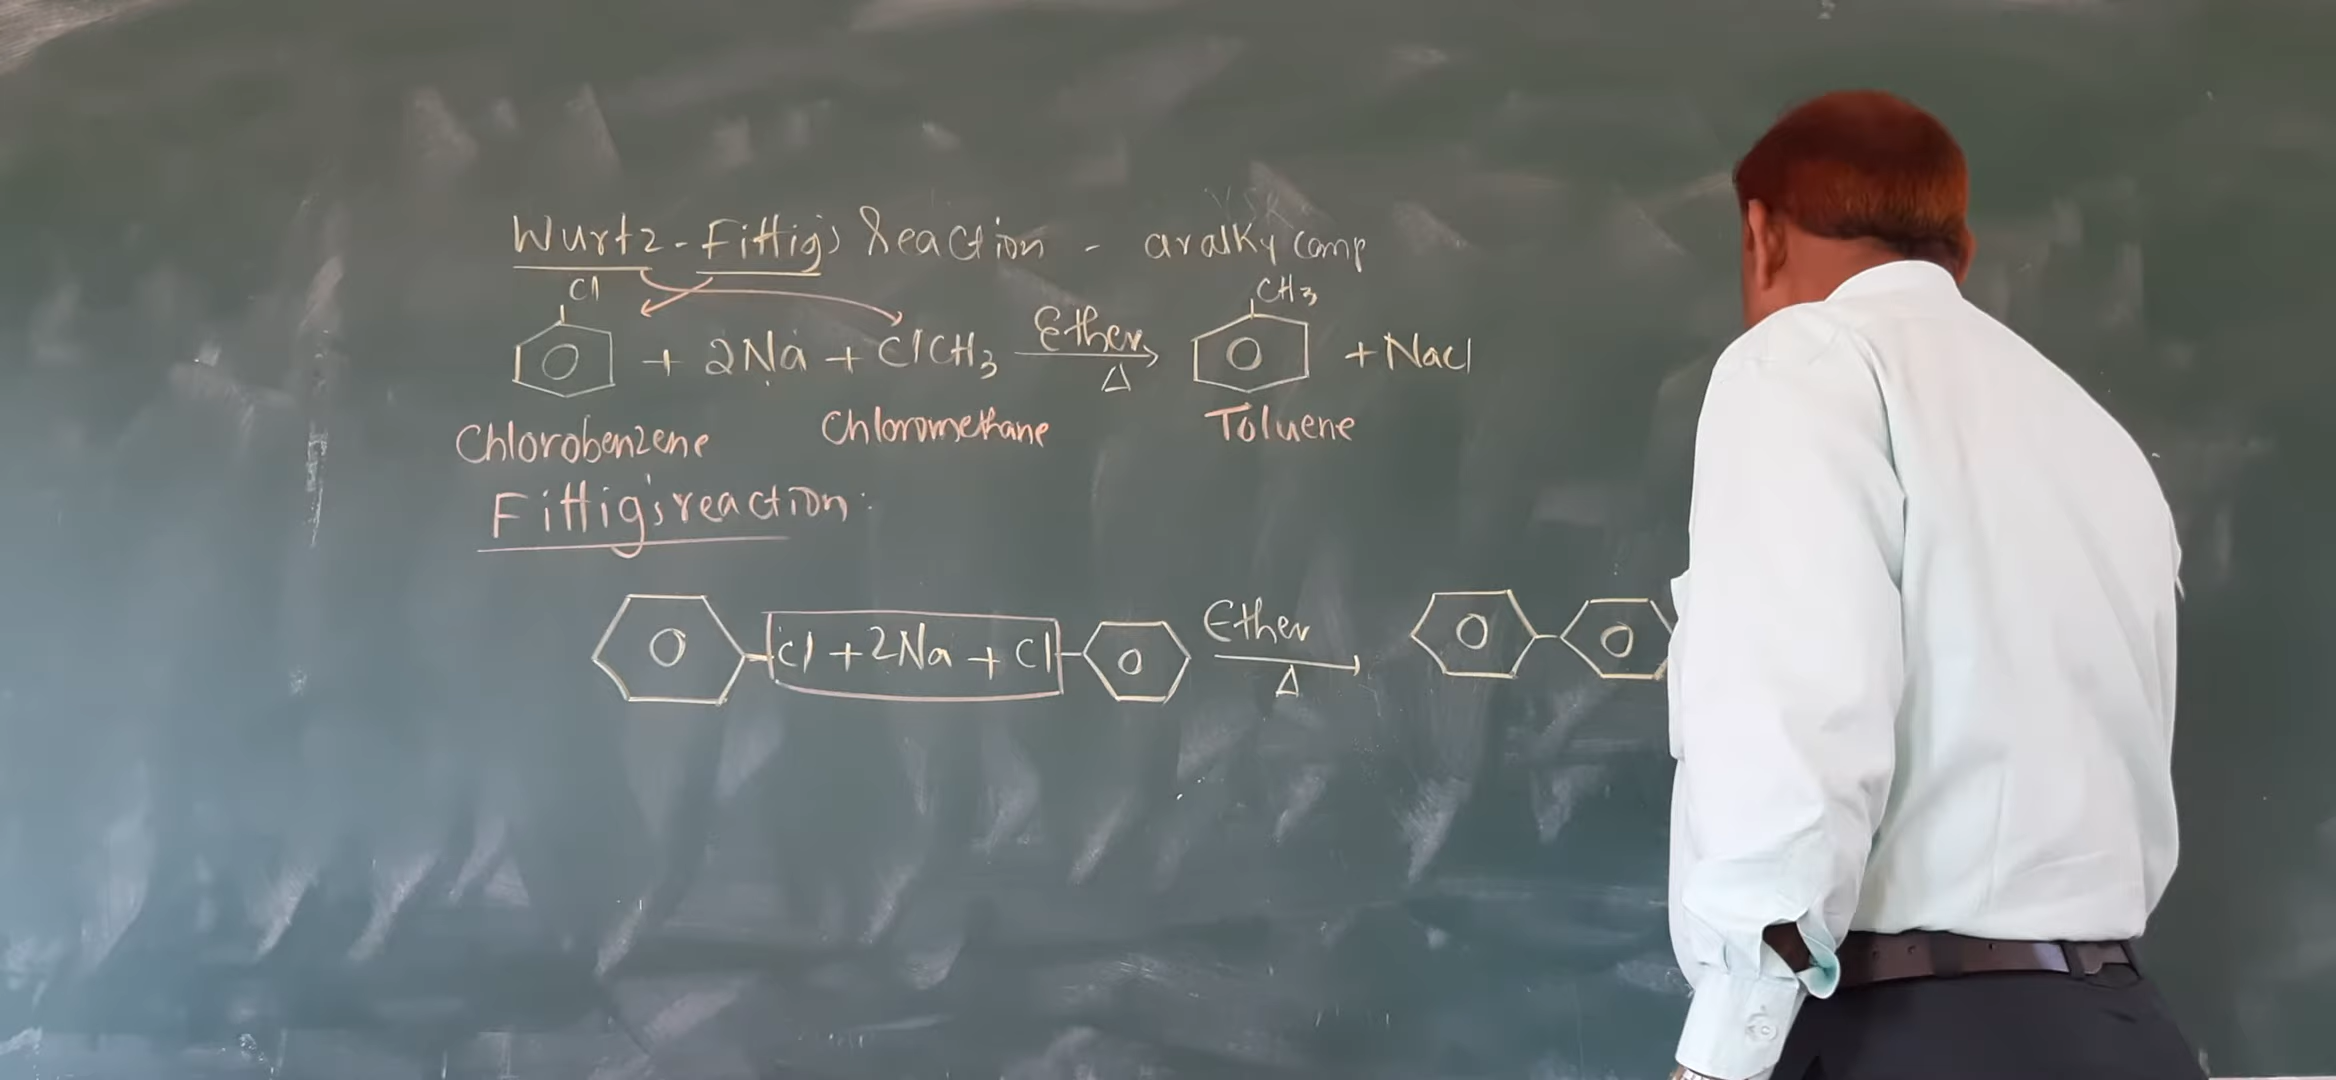 Wurtz-Fittig's Reaction - aralky comp
Cl CH3
+ 2Na + ClCH3 Ether Δ + Nacl
Chlorobenzene Chloromethane Toluene
Fittig's reaction:
Cl + 2Na + Cl Ether Δ